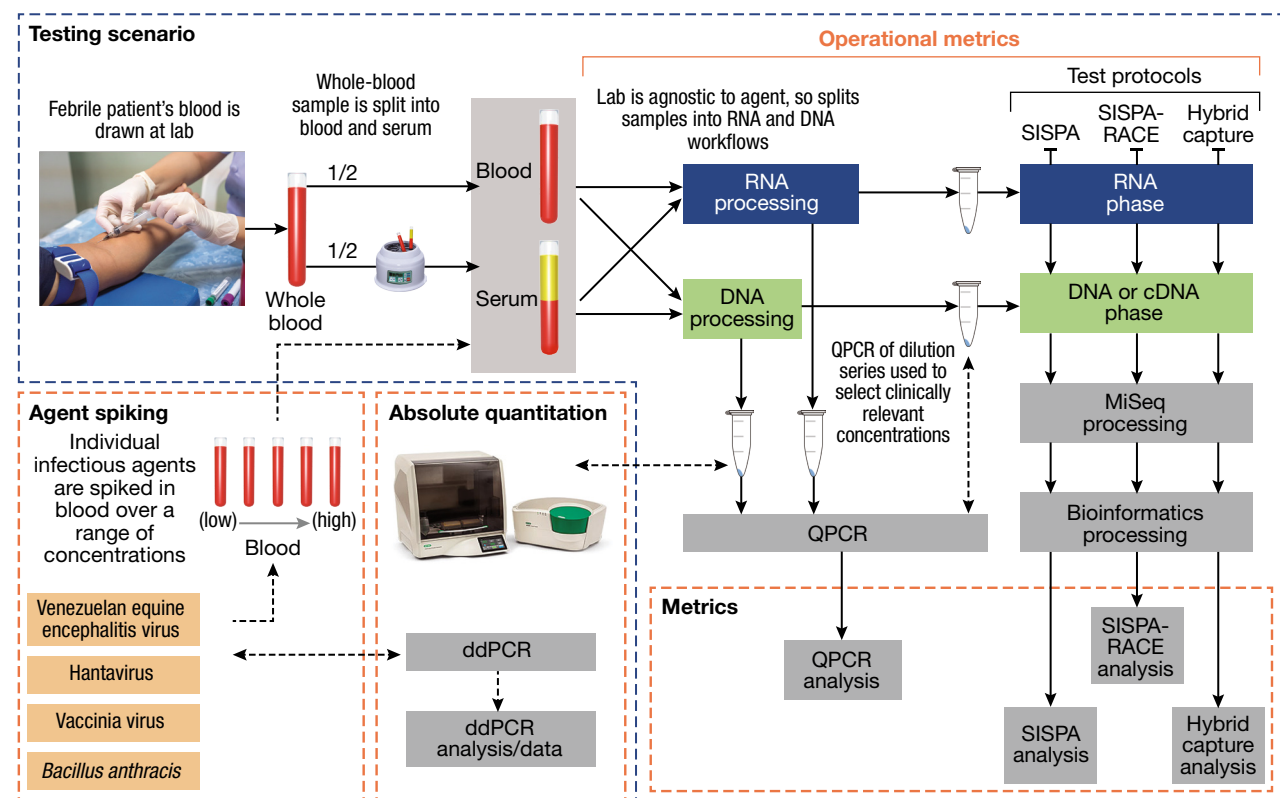 Testing scenario
Operational metrics
Test protocols
Febrile patient's blood is
drawn at lab
Whole-blood
sample is split into
blood and serum
Lab is agnostic to agent, so splits
samples into RNA and DNA
workflows
SISPA
SISPA-
RACE
Hybrid
capture
1/2
1/2
Whole
blood
Blood
Serum
RNA
processing
RNA
phase
DNA
processing
DNA or cDNA
phase
QPCR of dilution
series used to
select clinically
relevant
concentrations
MiSeq
processing
Bioinformatics
processing
QPCR
Agent spiking
Individual
infectious agents
are spiked in
blood over a
range of
concentrations
(low)
(high)
Blood
Venezuelan equine
encephalitis virus
Hantavirus
Vaccinia virus
Bacillus anthracis
Absolute quantitation
ddPCR
ddPCR
analysis/data
Metrics
QPCR
analysis
SISPA
analysis
SISPA-
RACE
analysis
Hybrid
capture
analysis